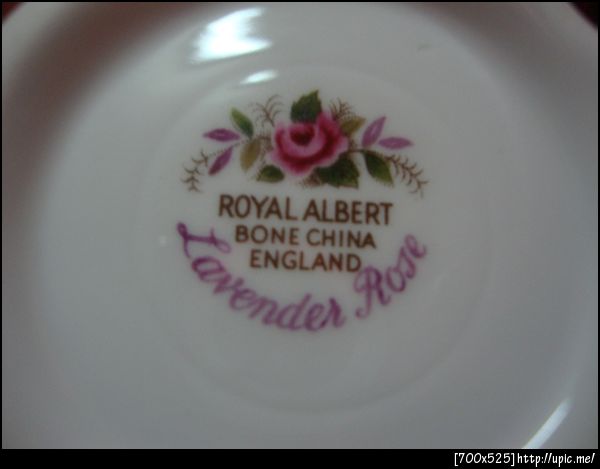 ROYAL ALBERT
BONE CHINA
ENGLAND
Lavender Rose
[700x525]http://upic.me/